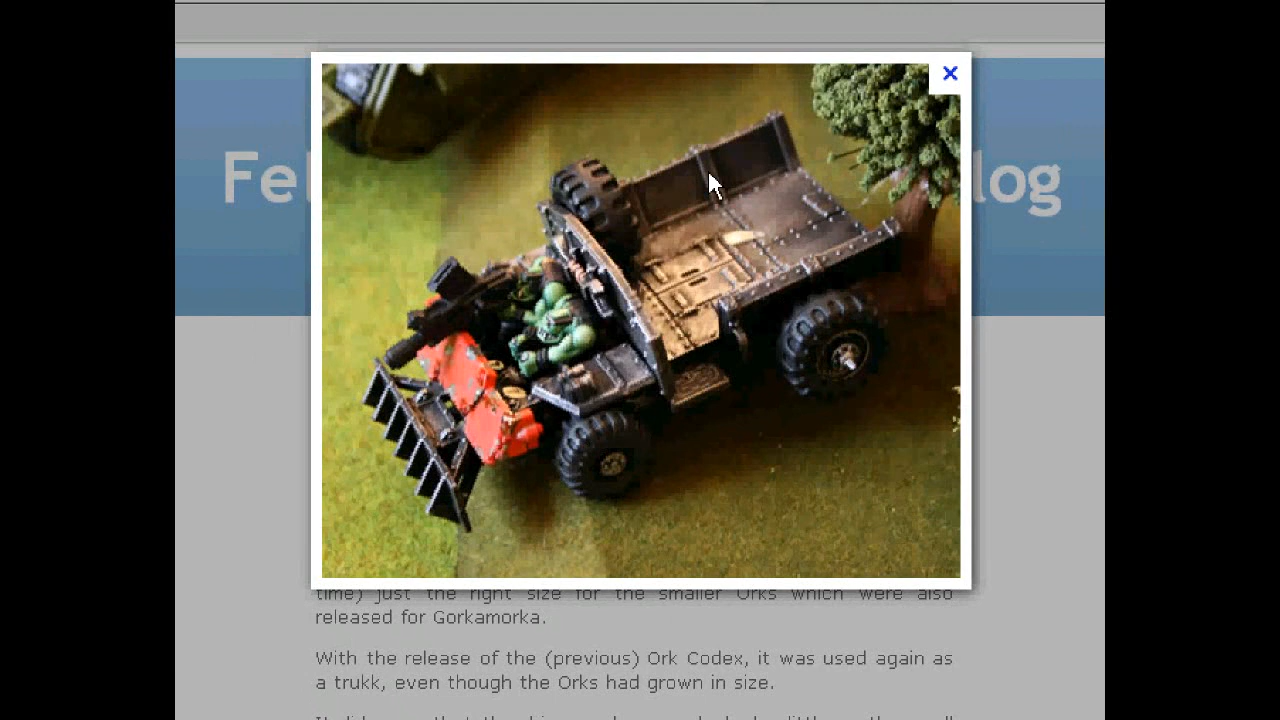 Fel log
time) just the right size for the smaller Orks which were also
released for Gorkamorka.
With the release of the (previous) Ork Codex, it was used again as
a trukk, even though the Orks had grown in size.